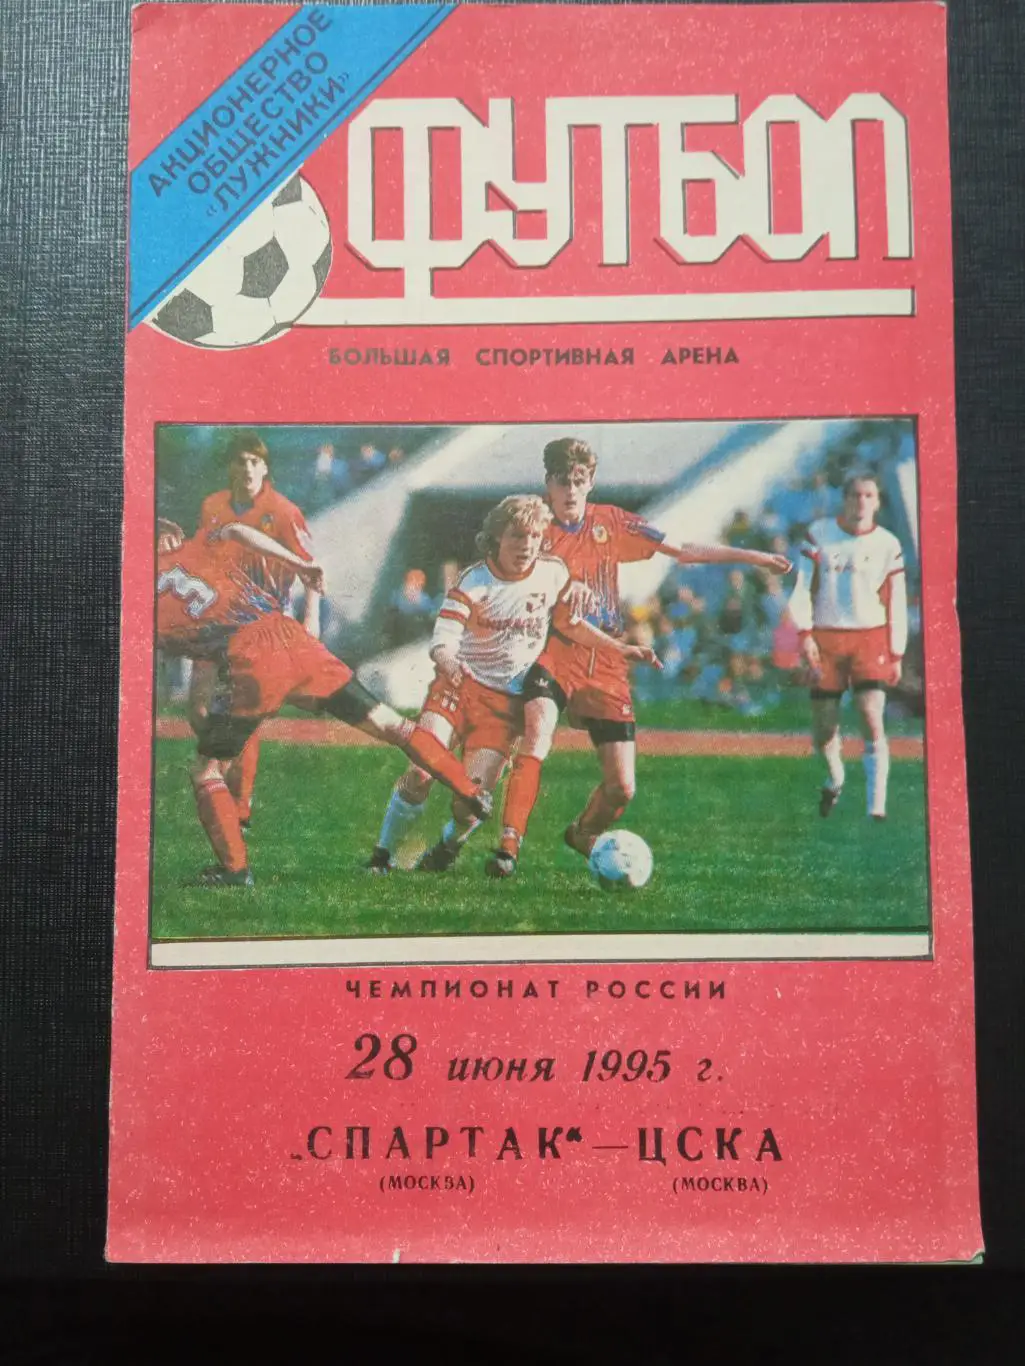 АКЦИОНЕРНОЕ
ОБЩЕСТВО
«ЛУЖНИКИ»
ФУТБОЛ
БОЛЬШАЯ СПОРТИВНАЯ АРЕНА
ЧЕМПИОНАТ РОССИИ
28 июня 1995 г.
„СПАРТАК“ — ЦСКА
(МОСКВА) (МОСКВА)